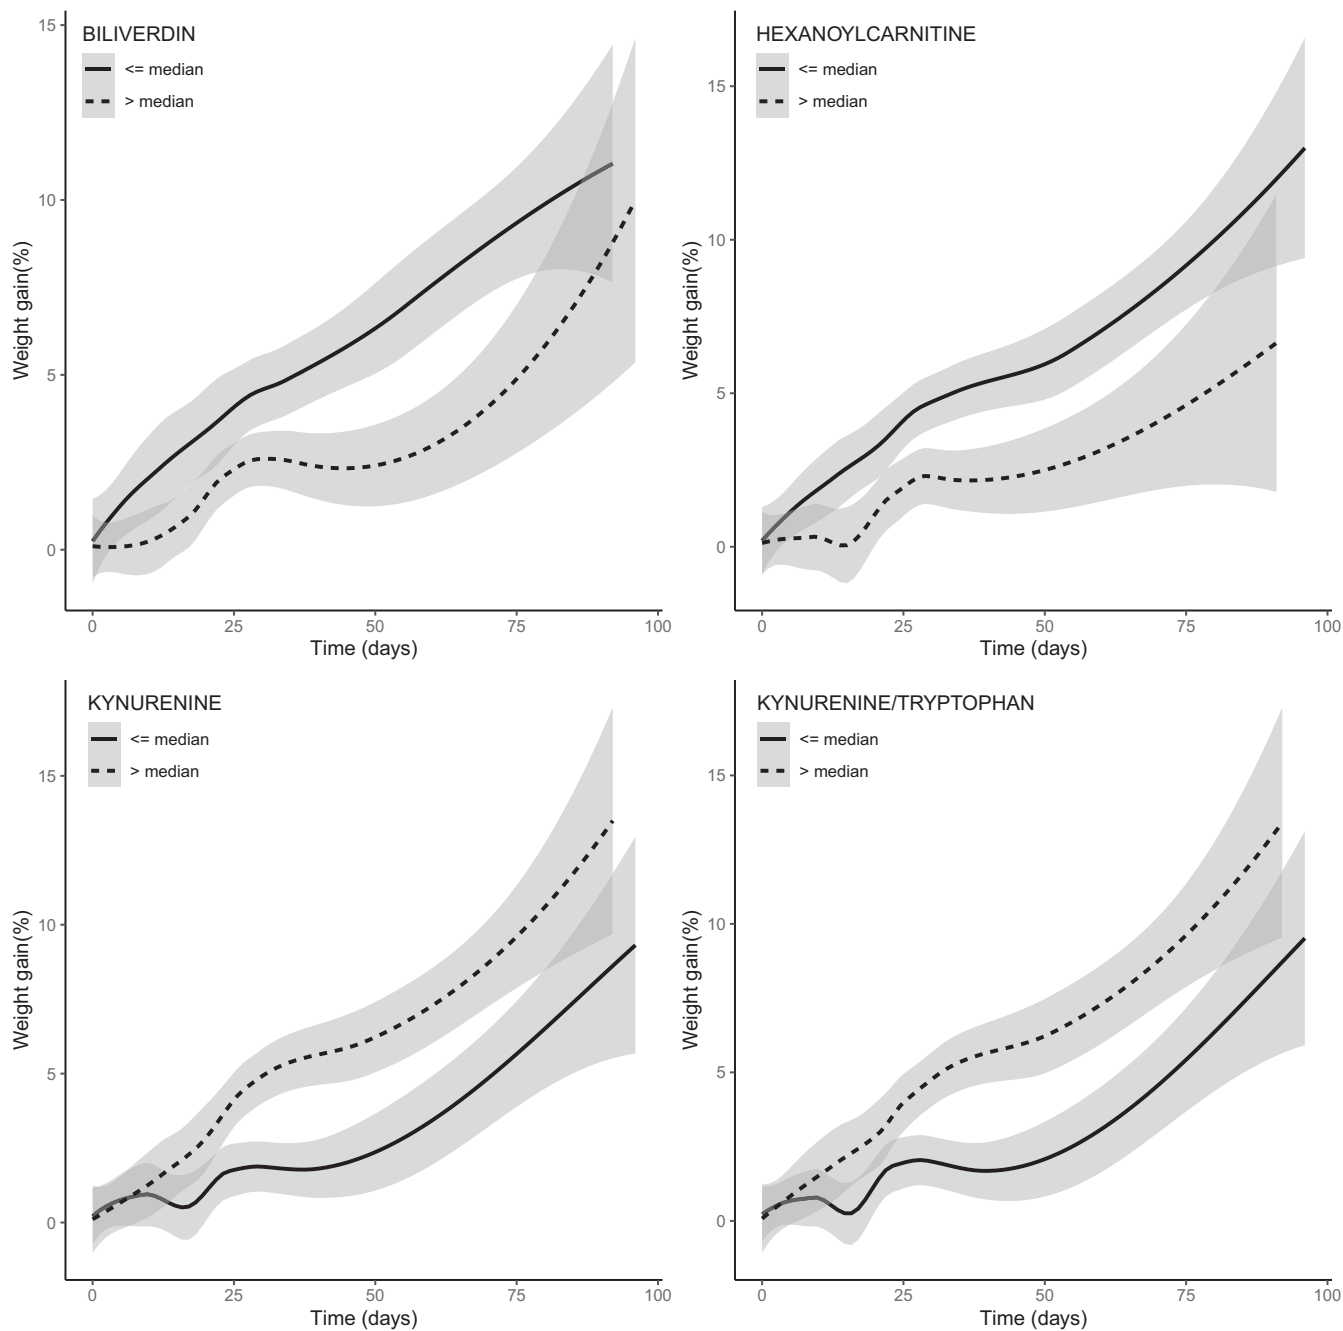 BILIVERDIN
<= median
> median
Weight gain(%)
15
10
5
0
0 25 50 75 100
Time (days)
HEXANOYLCARNITINE
<= median
> median
Weight gain(%)
15
10
5
0
0 25 50 75 100
Time (days)
KYNURENINE
<= median
> median
Weight gain(%)
15
10
5
0
0 25 50 75 100
Time (days)
KYNURENINE/TRYPTOPHAN
<= median
> median
Weight gain(%)
15
10
5
0
0 25 50 75 100
Time (days)